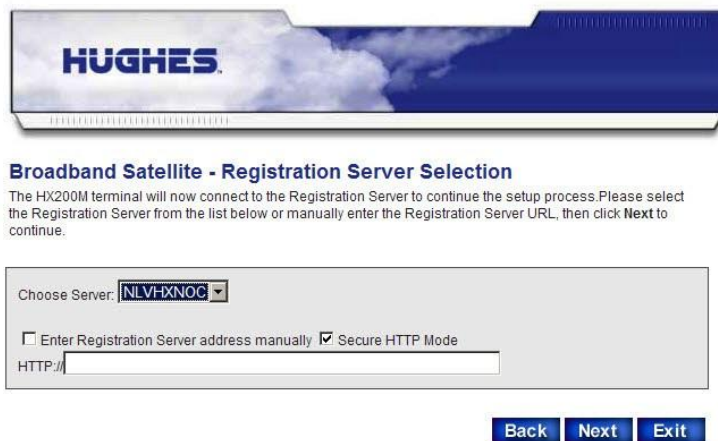 HUGHES.
Broadband Satellite - Registration Server Selection
The HX200M terminal will now connect to the Registration Server to continue the setup process.Please select
the Registration Server from the list below or manually enter the Registration Server URL, then click Next to
continue.
Choose Server: NLVHXNOC
Enter Registration Server address manually Secure HTTP Mode
HTTP://
Back Next Exit